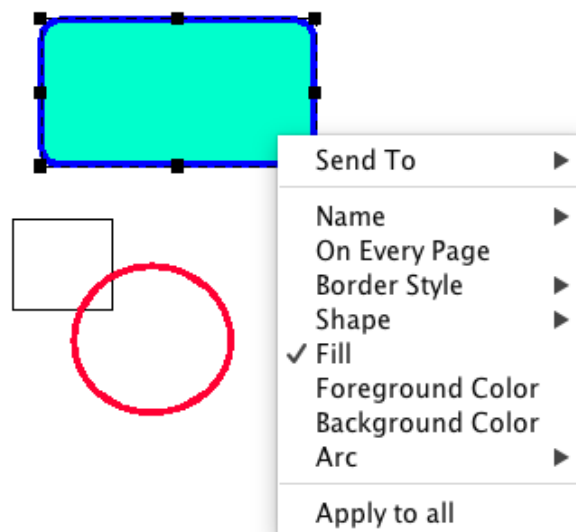 Send To
Name
On Every Page
Border Style
Shape
Fill
Foreground Color
Background Color
Arc
Apply to all